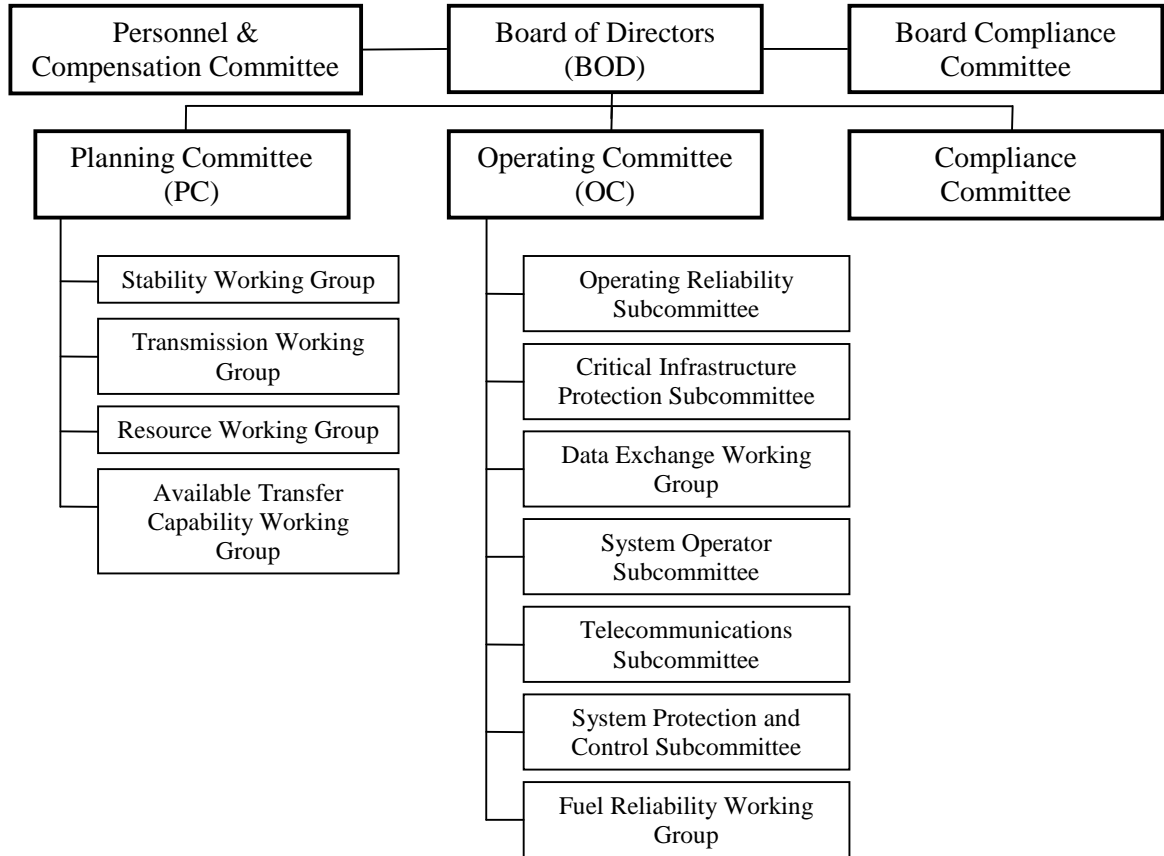 Personnel &
Compensation Committee
Board of Directors
(BOD)
Board Compliance
Committee
Planning Committee
(PC)
Operating Committee
(OC)
Compliance
Committee
Stability Working Group
Transmission Working
Group
Resource Working Group
Available Transfer
Capability Working
Group
Operating Reliability
Subcommittee
Critical Infrastructure
Protection Subcommittee
Data Exchange Working
Group
System Operator
Subcommittee
Telecommunications
Subcommittee
System Protection and
Control Subcommittee
Fuel Reliability Working
Group